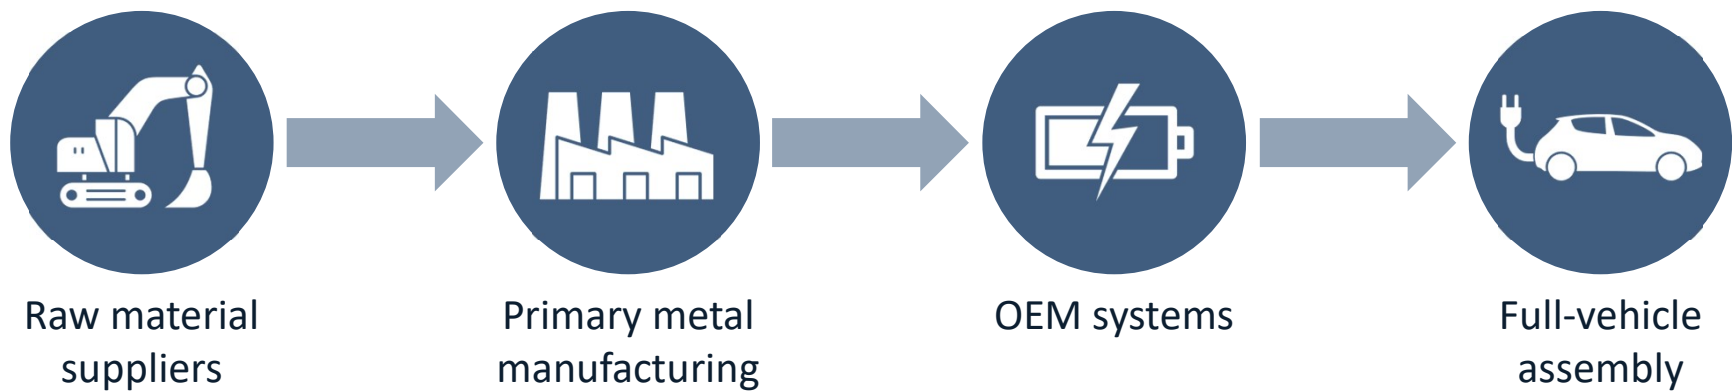 Raw material
suppliers
Primary metal
manufacturing
OEM systems
Full-vehicle
assembly